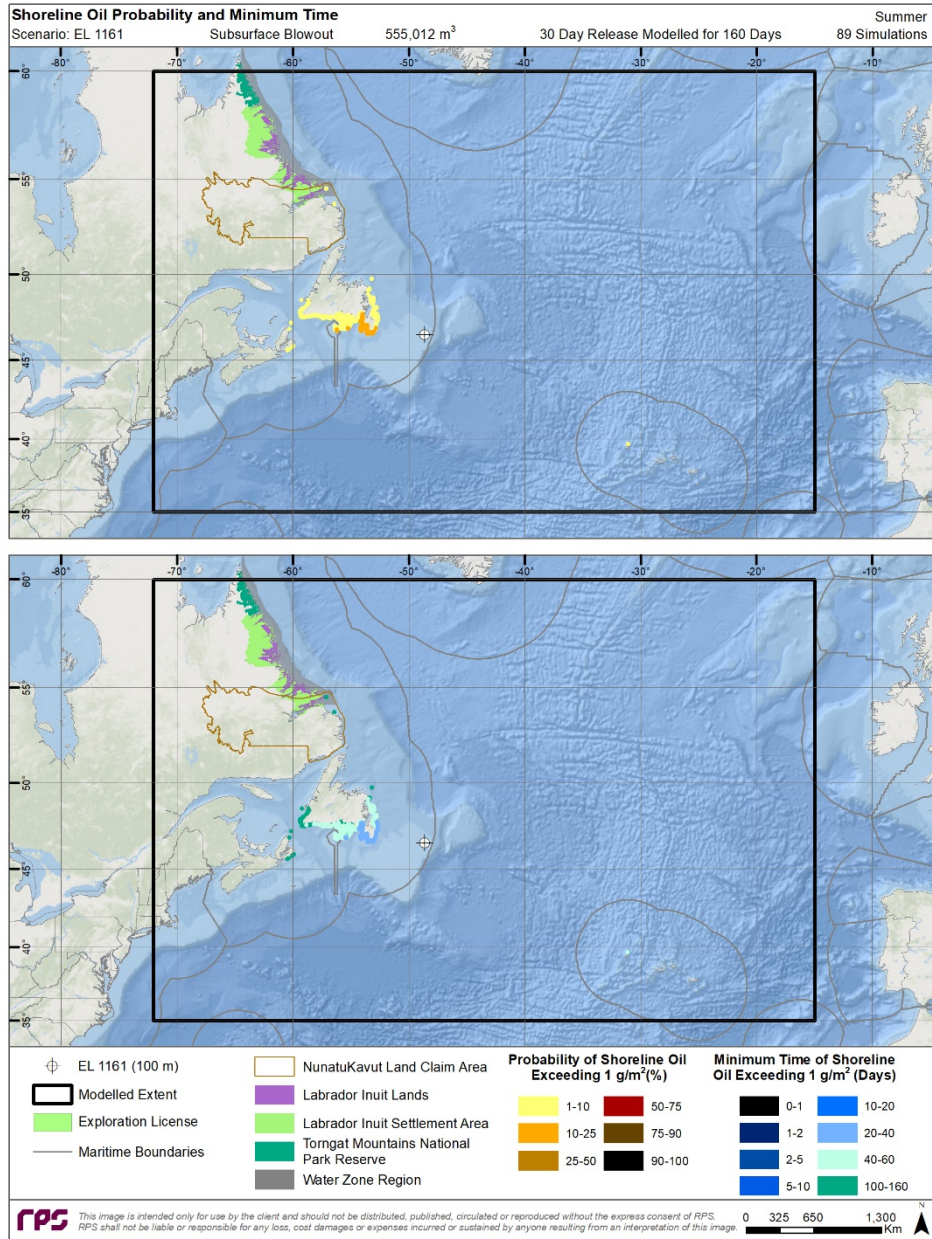 Shoreline Oil Probability and Minimum Time
Summer
Scenario: EL 1161 Subsurface Blowout 555,012 m³ 30 Day Release Modelled for 160 Days 89 Simulations
-80° -70° -60° -50° -40° -30° -20° -10°
60°
55°
50°
45°
40°
35°
-80° -70° -60° -50° -40° -30° -20° -10°
60°
55°
50°
45°
40°
35°
EL 1161 (100 m)
Modelled Extent
Exploration License
Maritime Boundaries
NunatuKavut Land Claim Area
Labrador Inuit Lands
Labrador Inuit Settlement Area
Torngat Mountains National
Park Reserve
Water Zone Region
Probability of Shoreline Oil
Exceeding 1 g/m²(%)
1-10 50-75
10-25 75-90
25-50 90-100
Minimum Time of Shoreline
Oil Exceeding 1 g/m² (Days)
0-1 10-20
1-2 20-40
2-5 40-60
5-10 100-160
rps
This image is intended only for use by the client and should not be distributed, published, circulated or reproduced without the express consent of RPS.
RPS shall not be liable or responsible for any loss, cost damages or expenses incurred or sustained by anyone resulting from an interpretation of this image.
0 325 650 1,300
Km
N